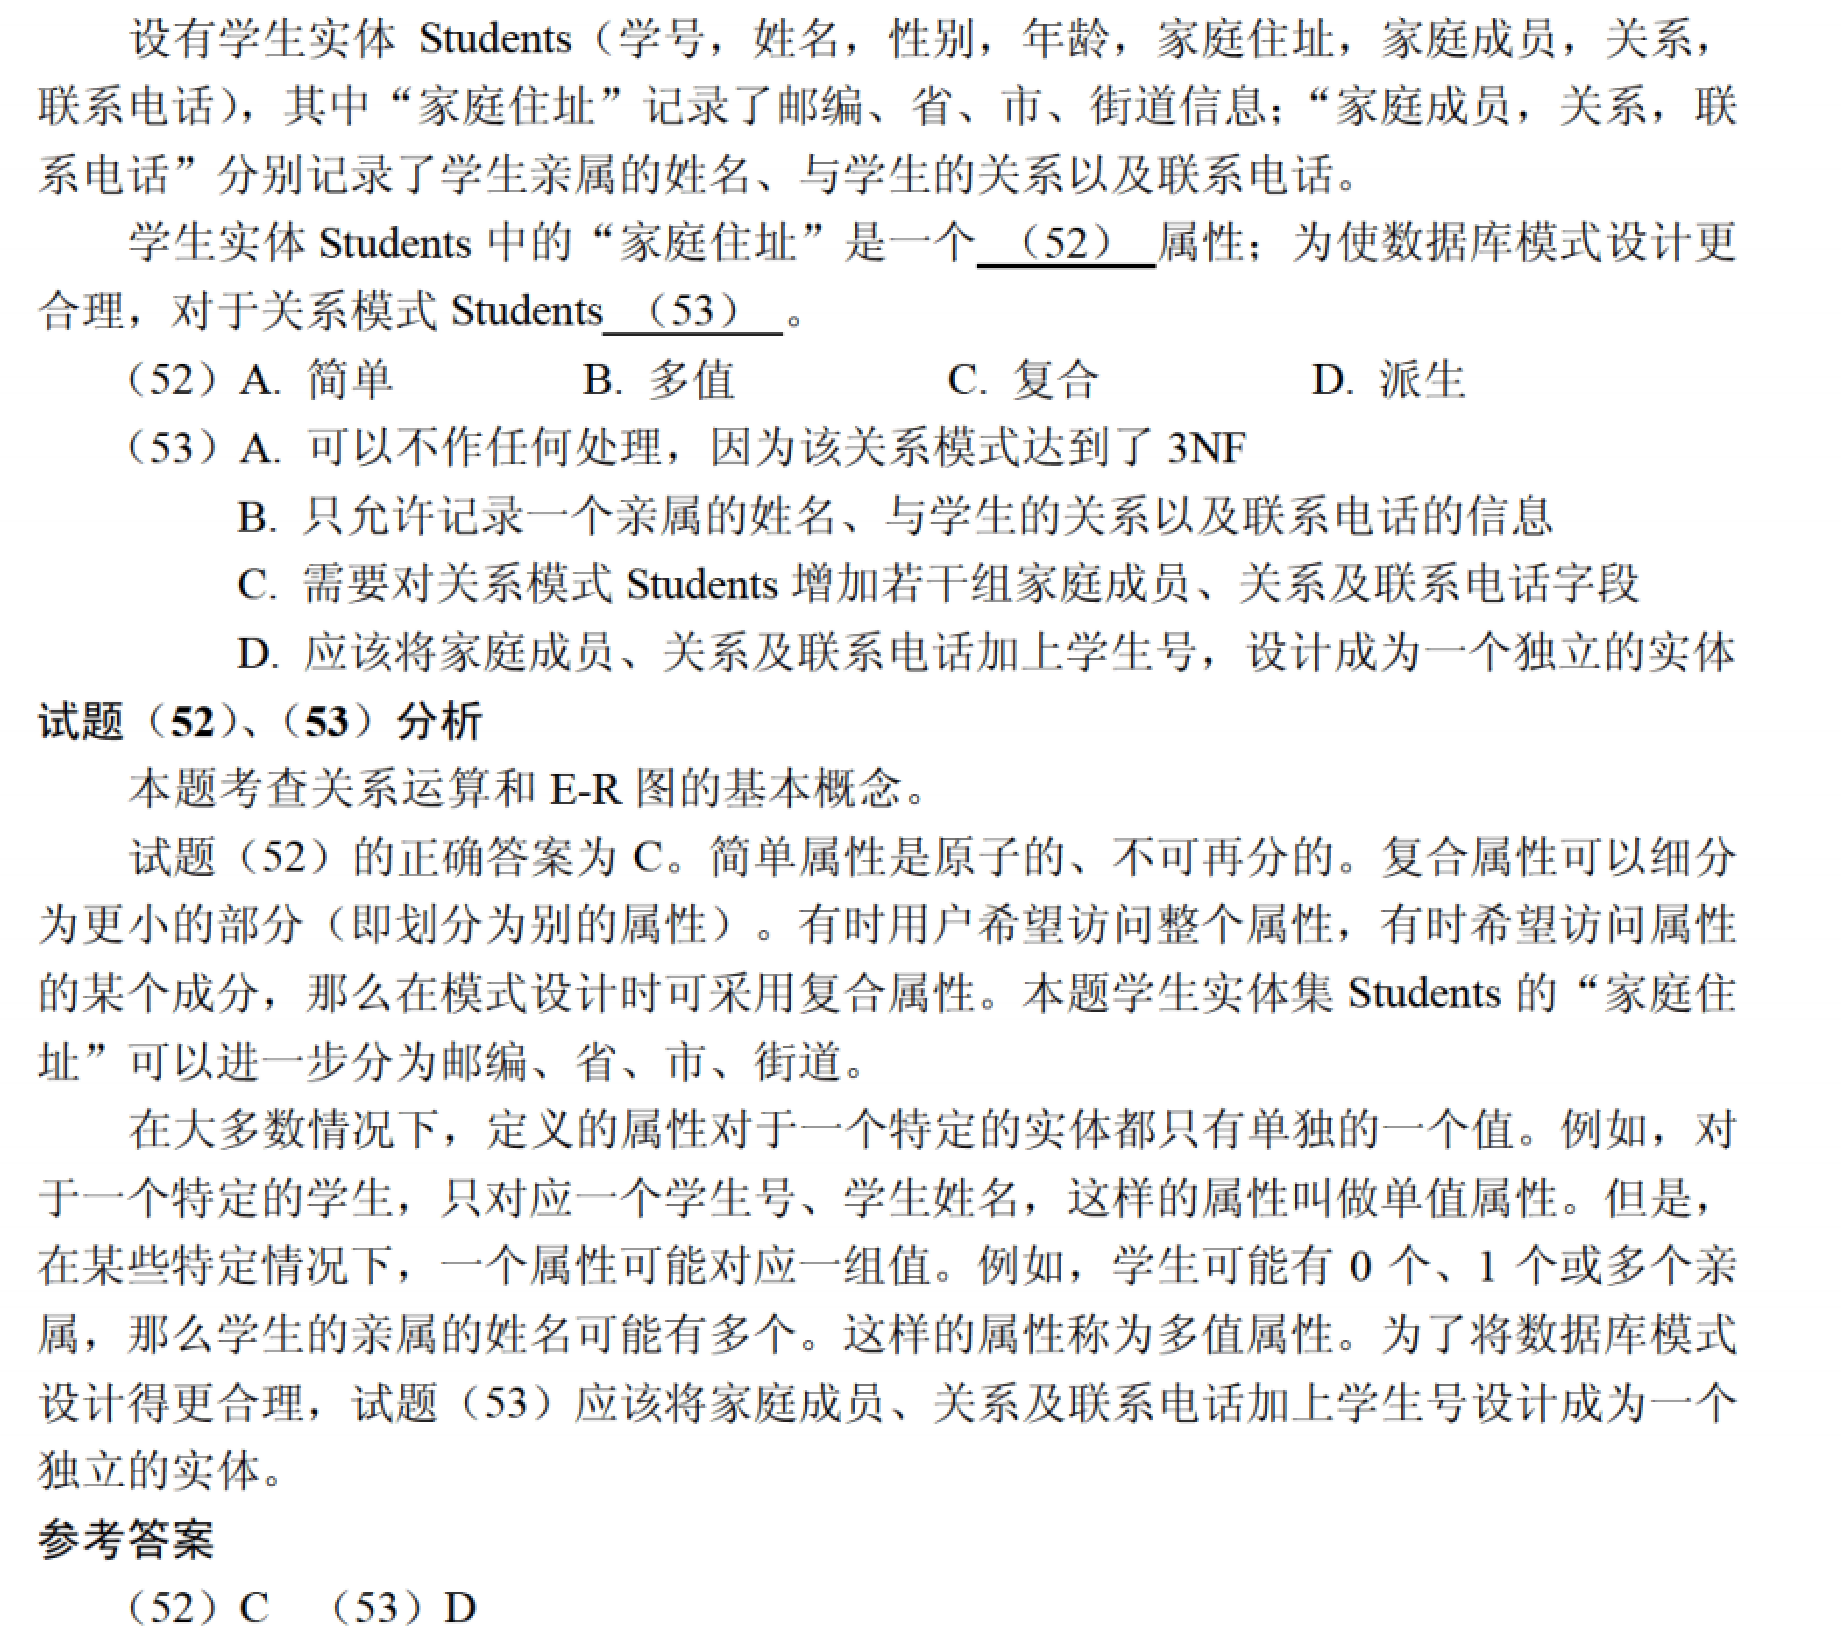 设有学生实体 Students（学号，姓名，性别，年龄，家庭住址，家庭成员，关系，
联系电话），其中“家庭住址”记录了邮编、省、市、街道信息；“家庭成员，关系，联
系电话”分别记录了学生亲属的姓名、与学生的关系以及联系电话。
学生实体 Students 中的“家庭住址”是一个 （52） 属性；为使数据库模式设计更
合理，对于关系模式 Students （53） 。
（52）A. 简单 B. 多值 C. 复合 D. 派生
（53）A. 可以不作任何处理，因为该关系模式达到了 3NF
B. 只允许记录一个亲属的姓名、与学生的关系以及联系电话的信息
C. 需要对关系模式 Students 增加若干组家庭成员、关系及联系电话字段
D. 应该将家庭成员、关系及联系电话加上学生号，设计成为一个独立的实体
试题（52）、（53）分析
本题考查关系运算和 E-R 图的基本概念。
试题（52）的正确答案为 C。简单属性是原子的、不可再分的。复合属性可以细分
为更小的部分（即划分为别的属性）。有时用户希望访问整个属性，有时希望访问属性
的某个成分，那么在模式设计时可采用复合属性。本题学生实体集 Students 的“家庭住
址”可以进一步分为邮编、省、市、街道。
在大多数情况下，定义的属性对于一个特定的实体都只有单独的一个值。例如，对
于一个特定的学生，只对应一个学生号、学生姓名，这样的属性叫做单值属性。但是，
在某些特定情况下，一个属性可能对应一组值。例如，学生可能有 0 个、1 个或多个亲
属，那么学生的亲属的姓名可能有多个。这样的属性称为多值属性。为了将数据库模式
设计得更合理，试题（53）应该将家庭成员、关系及联系电话加上学生号设计成为一个
独立的实体。
参考答案
（52）C （53）D